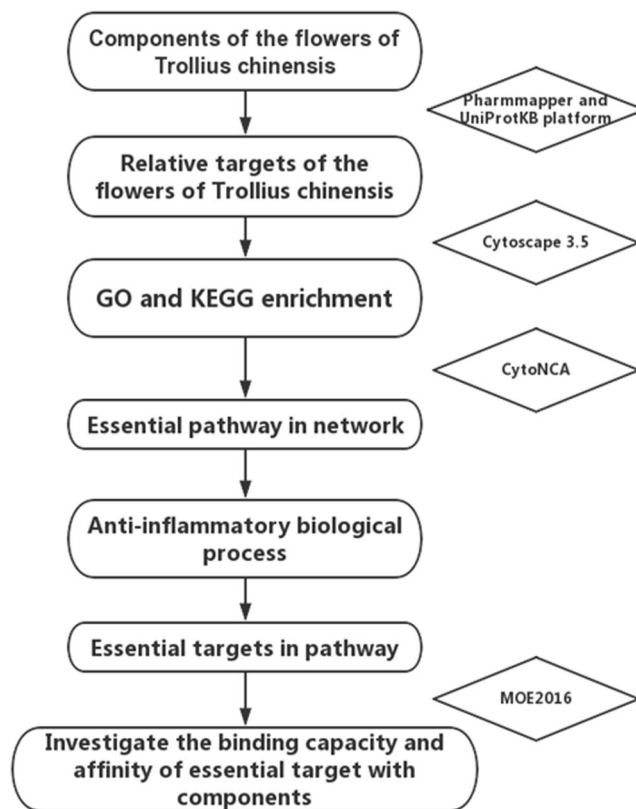 Components of the flowers of
Trollius chinensis
Pharmmapper and
UniProtKB platform
Relative targets of the
flowers of Trollius chinensis
Cytoscape 3.5
GO and KEGG enrichment
CytoNCA
Essential pathway in network
Anti-inflammatory biological
process
Essential targets in pathway
MOE2016
Investigate the binding capacity and
affinity of essential target with
components